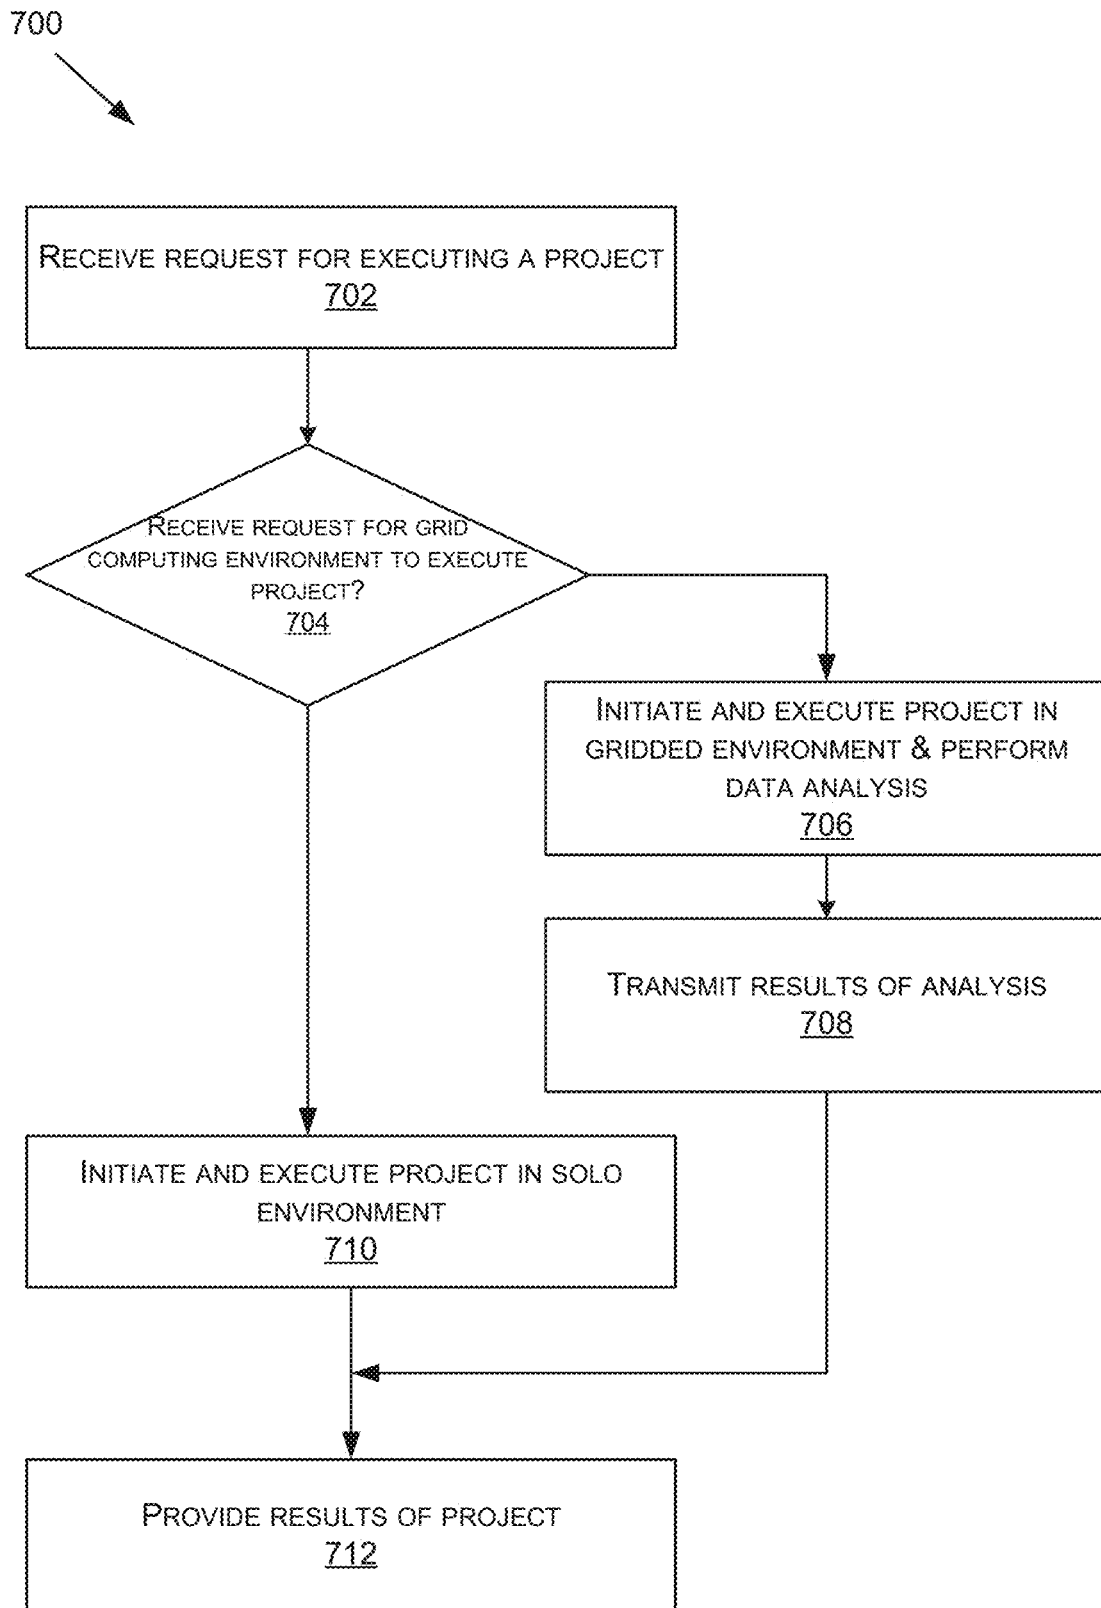 700
RECEIVE REQUEST FOR EXECUTING A PROJECT
702
RECEIVE REQUEST FOR GRID
COMPUTING ENVIRONMENT TO EXECUTE
PROJECT?
704
INITIATE AND EXECUTE PROJECT IN
GRIDDED ENVIRONMENT & PERFORM
DATA ANALYSIS
706
TRANSMIT RESULTS OF ANALYSIS
708
INITIATE AND EXECUTE PROJECT IN SOLO
ENVIRONMENT
710
PROVIDE RESULTS OF PROJECT
712